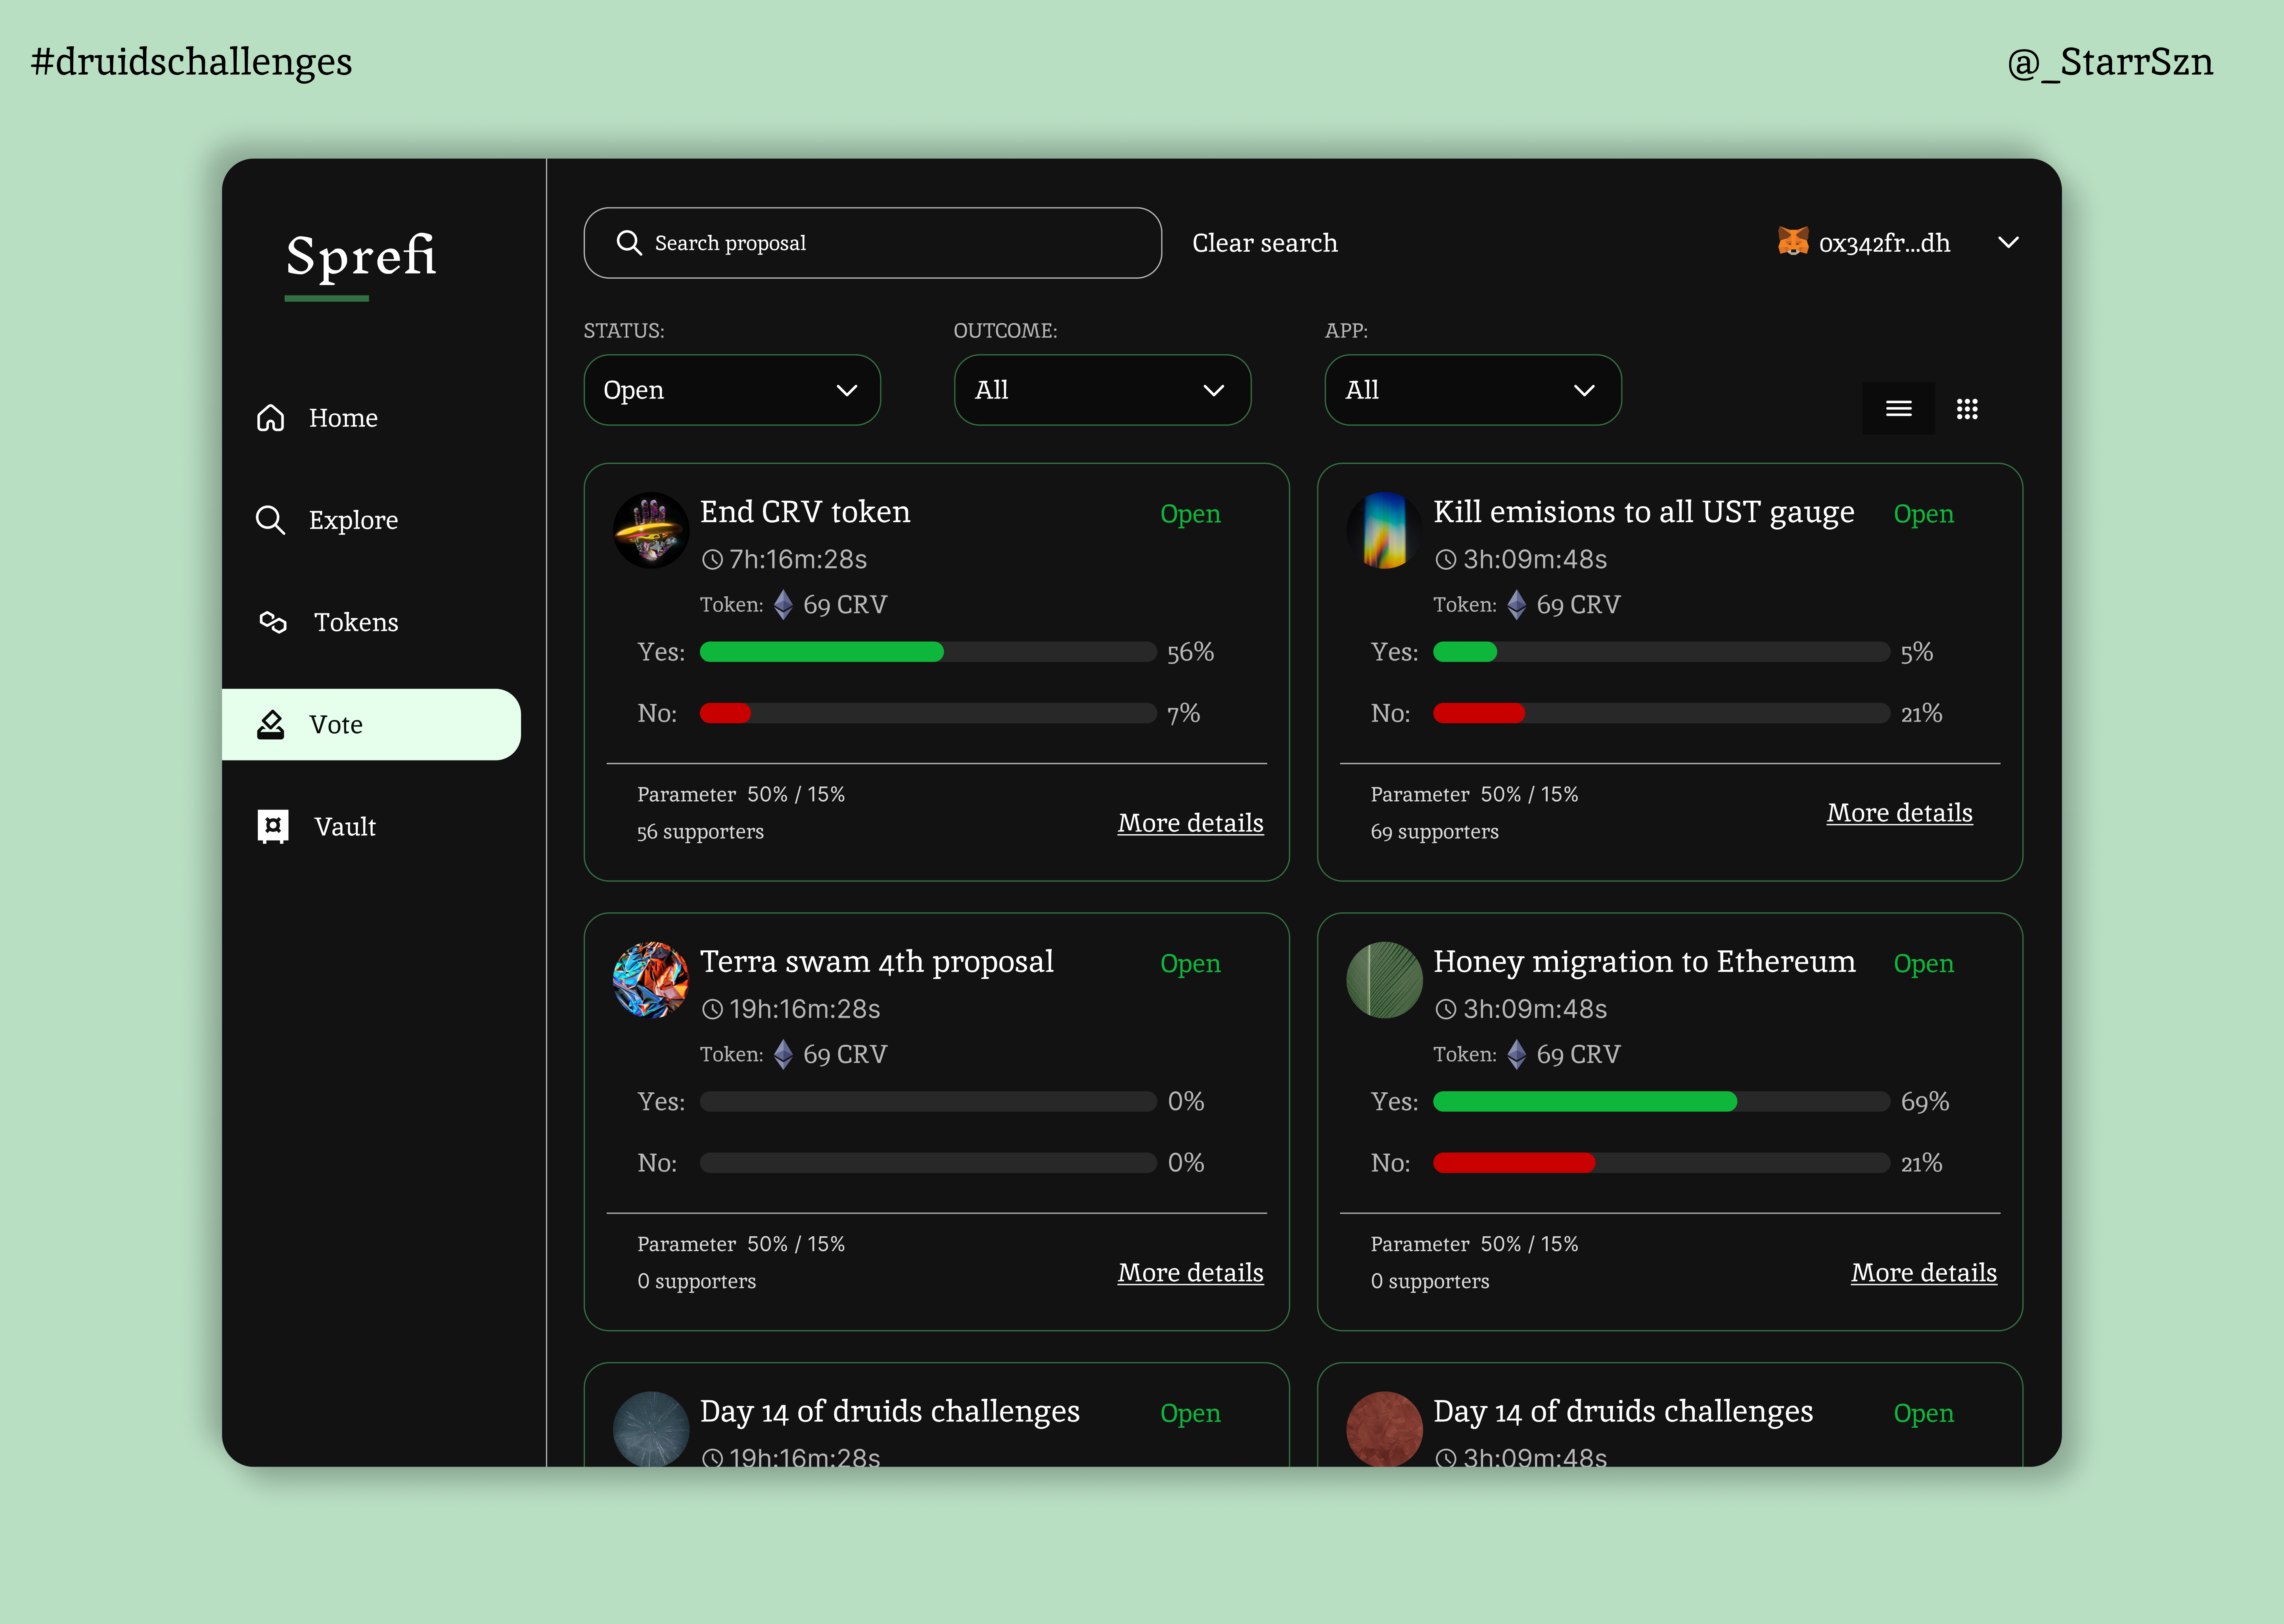 #druidschallenges
@_StarrSzn
Sprefi
Home
Explore
Tokens
Vote
Vault
Search proposal
Clear search
0x342fr...dh
STATUS:
OUTCOME:
APP:
Open
All
All
End CRV token
Open
7h:16m:28s
Token: 69 CRV
Yes: 56%
No: 7%
Parameter 50% / 15%
56 supporters
More details
Kill emisions to all UST gauge
Open
3h:09m:48s
Token: 69 CRV
Yes: 5%
No: 21%
Parameter 50% / 15%
69 supporters
More details
Terra swam 4th proposal
Open
19h:16m:28s
Token: 69 CRV
Yes: 0%
No: 0%
Parameter 50% / 15%
0 supporters
More details
Honey migration to Ethereum
Open
3h:09m:48s
Token: 69 CRV
Yes: 69%
No: 21%
Parameter 50% / 15%
0 supporters
More details
Day 14 of druids challenges
Open
19h:16m:28s
Day 14 of druids challenges
Open
3h:09m:48s